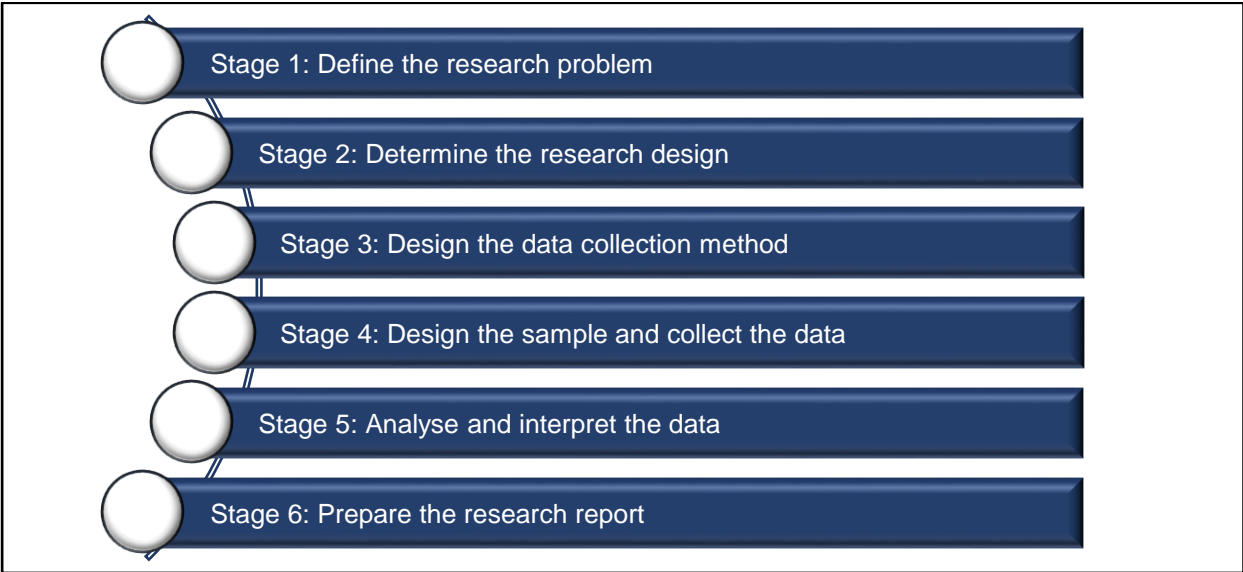 Stage 1: Define the research problem
Stage 2: Determine the research design
Stage 3: Design the data collection method
Stage 4: Design the sample and collect the data
Stage 5: Analyse and interpret the data
Stage 6: Prepare the research report